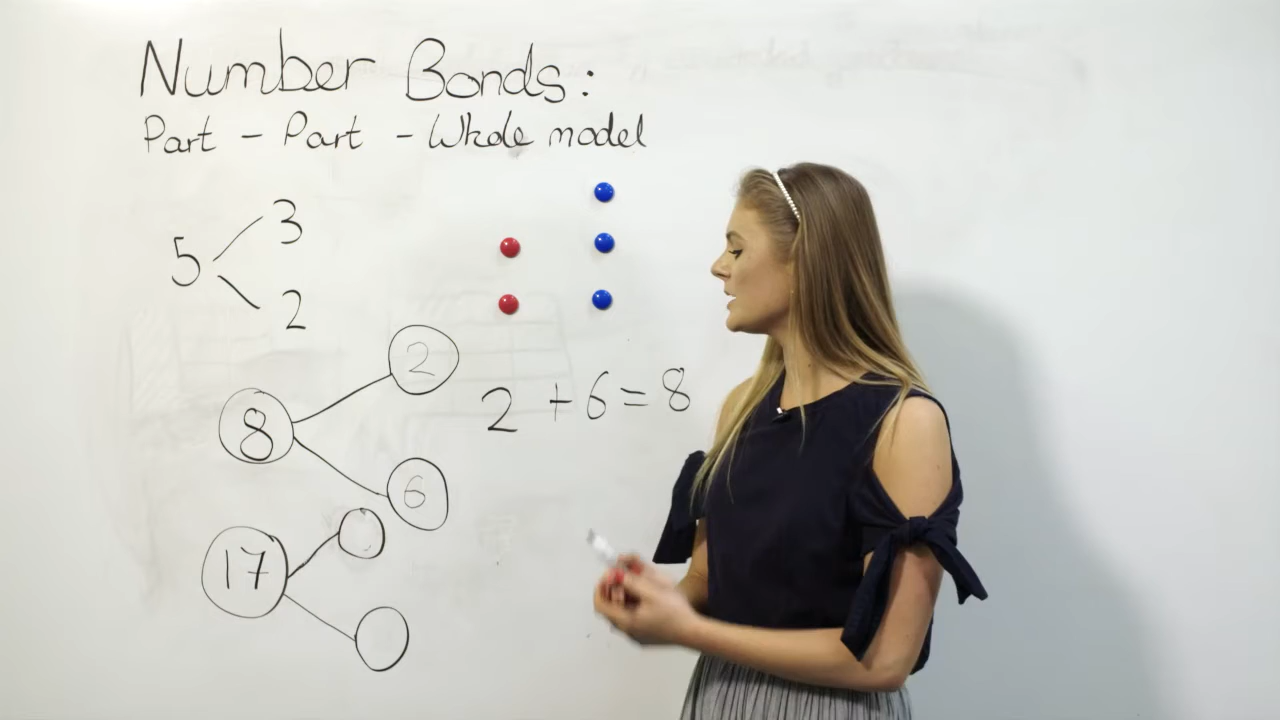 Number Bonds:
Part - Part - Whole model
3
5
2
2
8
2 + 6 = 8
6
17